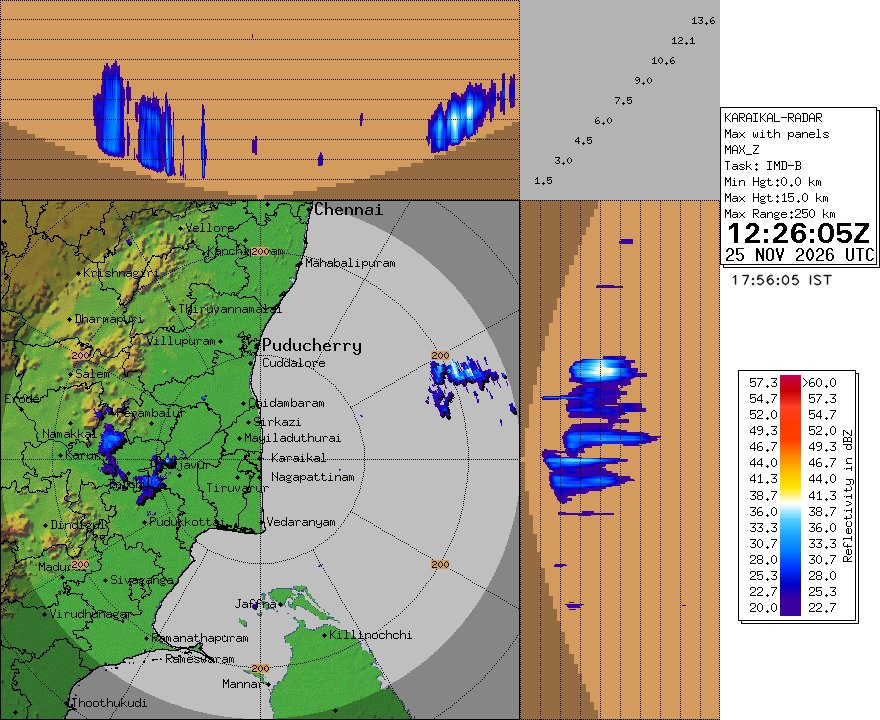 13.6
12.1
10.6
9.0
7.5
6.0
4.5
3.0
1.5
KARAIKAL-RADAR
Max with panels
MAX_Z
Task: IMD-B
Min Hgt:0.0 km
Max Hgt:15.0 km
Max Range:250 km
12:26:05Z
25 NOV 2026 UTC
17:56:05 IST
Chennai
Vellore
200
Mahabalipuram
Krishnagiri
Thiruvannamalai
Dharmapuri
Villupuram
Puducherry
200
200
Cuddalore
Salem
Erode
Perambalur
Chidambaram
Sirkazi
Namakkal
Mayiladuthurai
Karur
Karaikal
Nagapattinam
Tiruvarur
Pudukkottai
Vedaranyam
Dindigul
200
200
Madurai
Sivaganga
Jaffna
Virudhunagar
Killinochchi
Ramanathapuram
Rameswaram
200
Mannar
Thoothukudi
57.3 >60.0
54.7 57.3
52.0 54.7
49.3 52.0
46.7 49.3
44.0 46.7
41.3 44.0
38.7 41.3
36.0 38.7
33.3 36.0
30.7 33.3
28.0 30.7
25.3 28.0
22.7 25.3
20.0 22.7
Reflectivity in dBZ